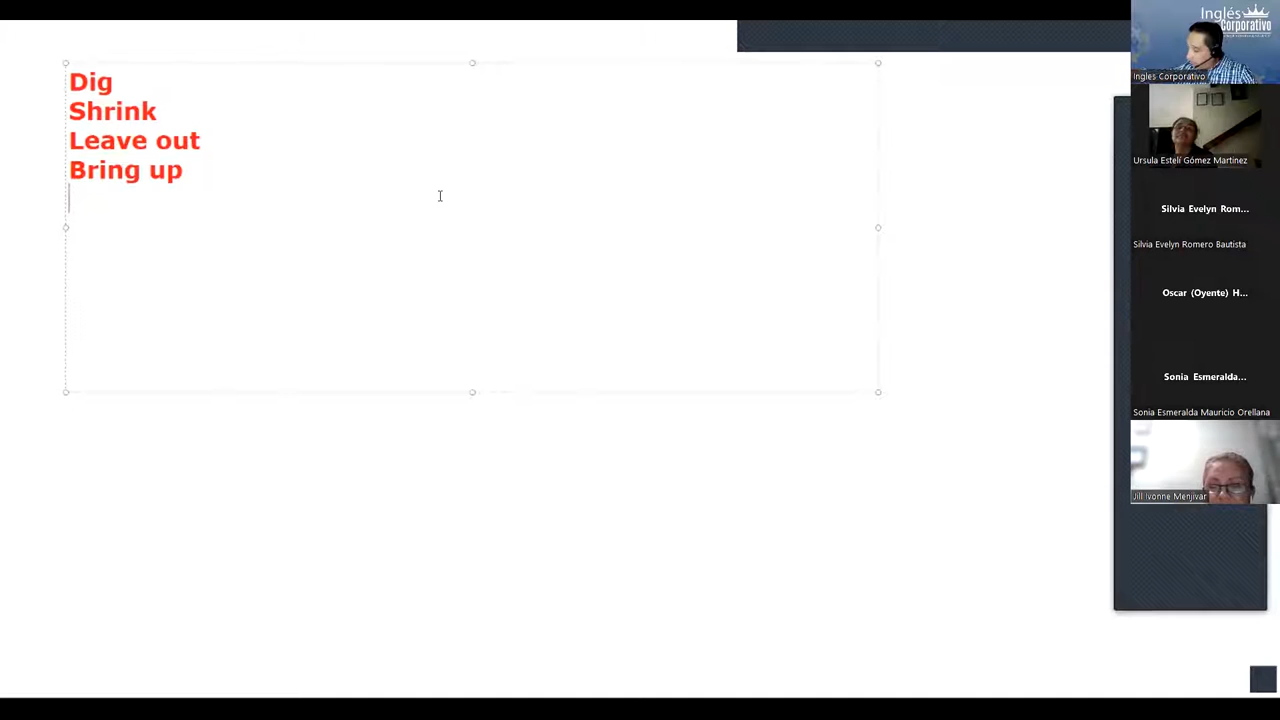 Dig
Shrink
Leave out
Bring up
Inglés
Corporativo
Ingles Corporativo
Ursula Estelí Gómez Martinez
Silvia Evelyn Rom...
Silvia Evelyn Romero Bautista
Oscar (Oyente) H...
Sonia Esmeralda...
Sonia Esmeralda Mauricio Orellana
Jill Ivonne Menjivar